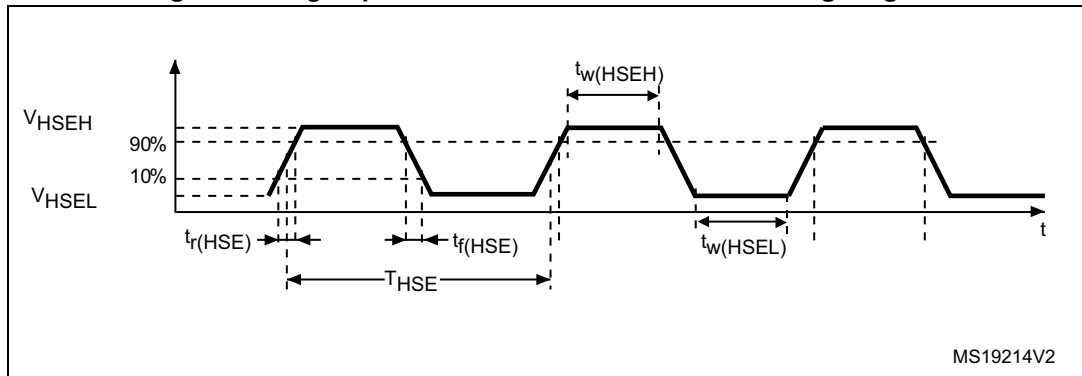 tw(HSEH)
VHSEH
90%
10%
VHSEL
tr(HSE)
tf(HSE)
tw(HSEL)
t
THSE
MS19214V2